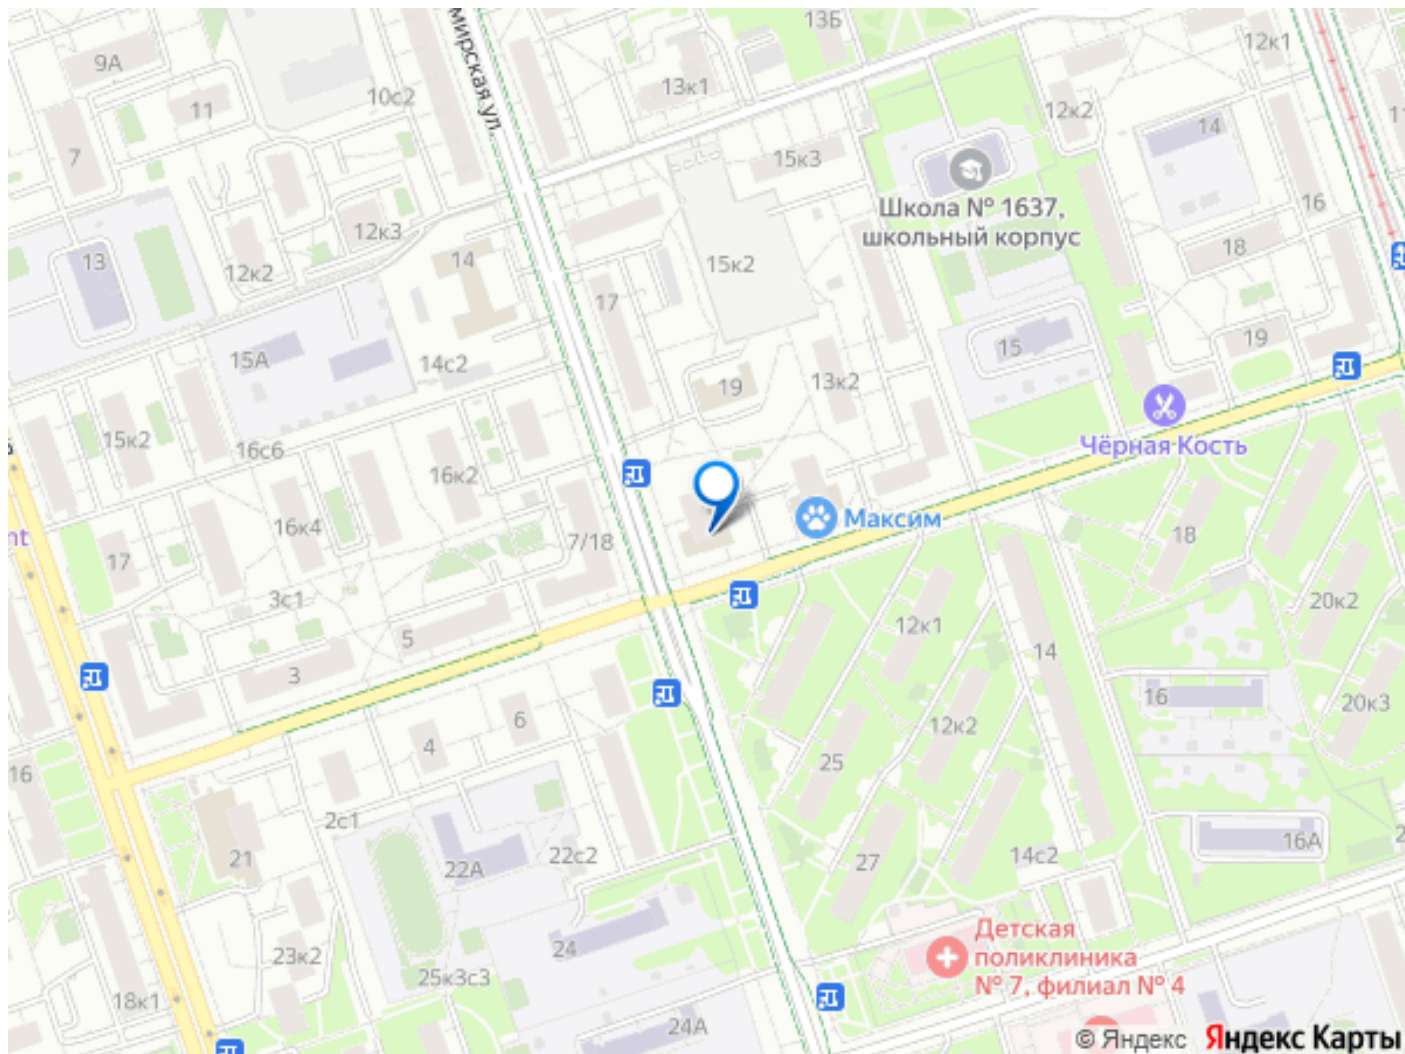 13Б
9А
12к1
мирская ул.
13к1
10с2
11
12к2
14
7
15к3
Школа № 1637,
школьный корпус
16
12к3
18
13
14
15к2
12к2
17
19
15
15А
14с2
19
13к2
15к2
16с6
Чёрная Кость
16к2
nt
16к4
Максим
18
7/18
17
3с1
20к2
12к1
5
14
3
16
20к3
6
12к2
4
16
25
2с1
16А
21
22А
22с2
27
14с2
Детская
поликлиника
№ 7, филиал № 4
24
23к2
25к3с3
18к1
24А
© Яндекс Яндекс Карты